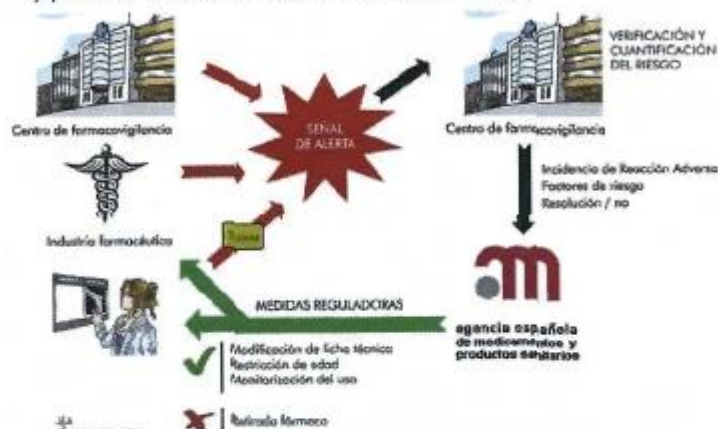 Centro de farmacovigilancia
SEÑAL
DE ALERTA
VERIFICACIÓN Y
CUANTIFICACIÓN
DEL RIESGO
Centro de farmacovigilancia
Industria farmacéutica
Incidencia de Reacción Adversa
Factores de riesgo
Resolución / no
MEDIDAS REGULADORAS
agencia española
de medicamentos y
productos sanitarios
Modificación de ficha técnica
Restricción de edad
Monitorización del uso
Retirada fármaco